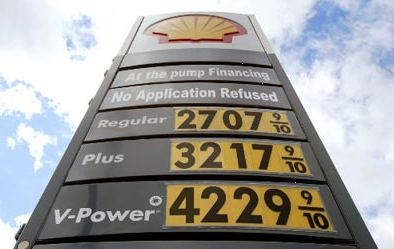 At the pump Financing
No Application Refused
Regular 2707 9/10
Plus 3217 9/10
V-Power 4229 9/10